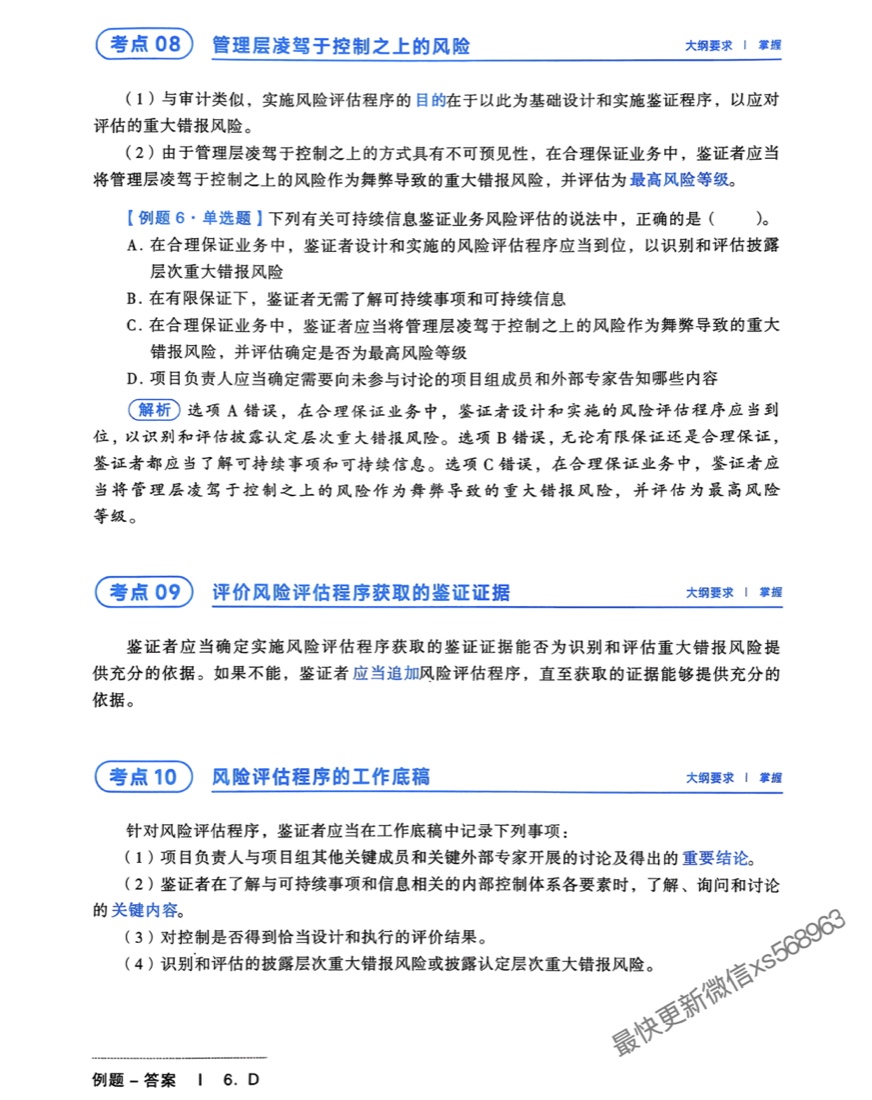 考点 08 管理层凌驾于控制之上的风险 大纲要求 | 掌握
（1）与审计类似，实施风险评估程序的目的在于以此为基础设计和实施鉴证程序，以应对
评估的重大错报风险。
（2）由于管理层凌驾于控制之上的方式具有不可预见性，在合理保证业务中，鉴证者应当
将管理层凌驾于控制之上的风险作为舞弊导致的重大错报风险，并评估为最高风险等级。
【例题 6·单选题】下列有关可持续信息鉴证业务风险评估的说法中，正确的是（ ）。
A. 在合理保证业务中，鉴证者设计和实施的风险评估程序应当到位，以识别和评估披露
层次重大错报风险
B. 在有限保证下，鉴证者无需了解可持续事项和可持续信息
C. 在合理保证业务中，鉴证者应当将管理层凌驾于控制之上的风险作为舞弊导致的重大
错报风险，并评估确定是否为最高风险等级
D. 项目负责人应当确定需要向未参与讨论的项目组成员和外部专家告知哪些内容
解析 选项 A 错误，在合理保证业务中，鉴证者设计和实施的风险评估程序应当到
位，以识别和评估披露认定层次重大错报风险。选项 B 错误，无论有限保证还是合理保证，
鉴证者都应当了解可持续事项和可持续信息。选项 C 错误，在合理保证业务中，鉴证者应
当将管理层凌驾于控制之上的风险作为舞弊导致的重大错报风险，并评估为最高风险
等级。
考点 09 评价风险评估程序获取的鉴证证据 大纲要求 | 掌握
鉴证者应当确定实施风险评估程序获取的鉴证证据能否为识别和评估重大错报风险提
供充分的依据。如果不能，鉴证者应当追加风险评估程序，直至获取的证据能够提供充分的
依据。
考点 10 风险评估程序的工作底稿 大纲要求 | 掌握
针对风险评估程序，鉴证者应当在工作底稿中记录下列事项：
（1）项目负责人与项目组其他关键成员和关键外部专家开展的讨论及得出的重要结论。
（2）鉴证者在了解与可持续事项和信息相关的内部控制体系各要素时，了解、询问和讨论
的关键内容。
（3）对控制是否得到恰当设计和执行的评价结果。
（4）识别和评估的披露层次重大错报风险或披露认定层次重大错报风险。
最快更新微信xs568963
例题－答案 | 6. D